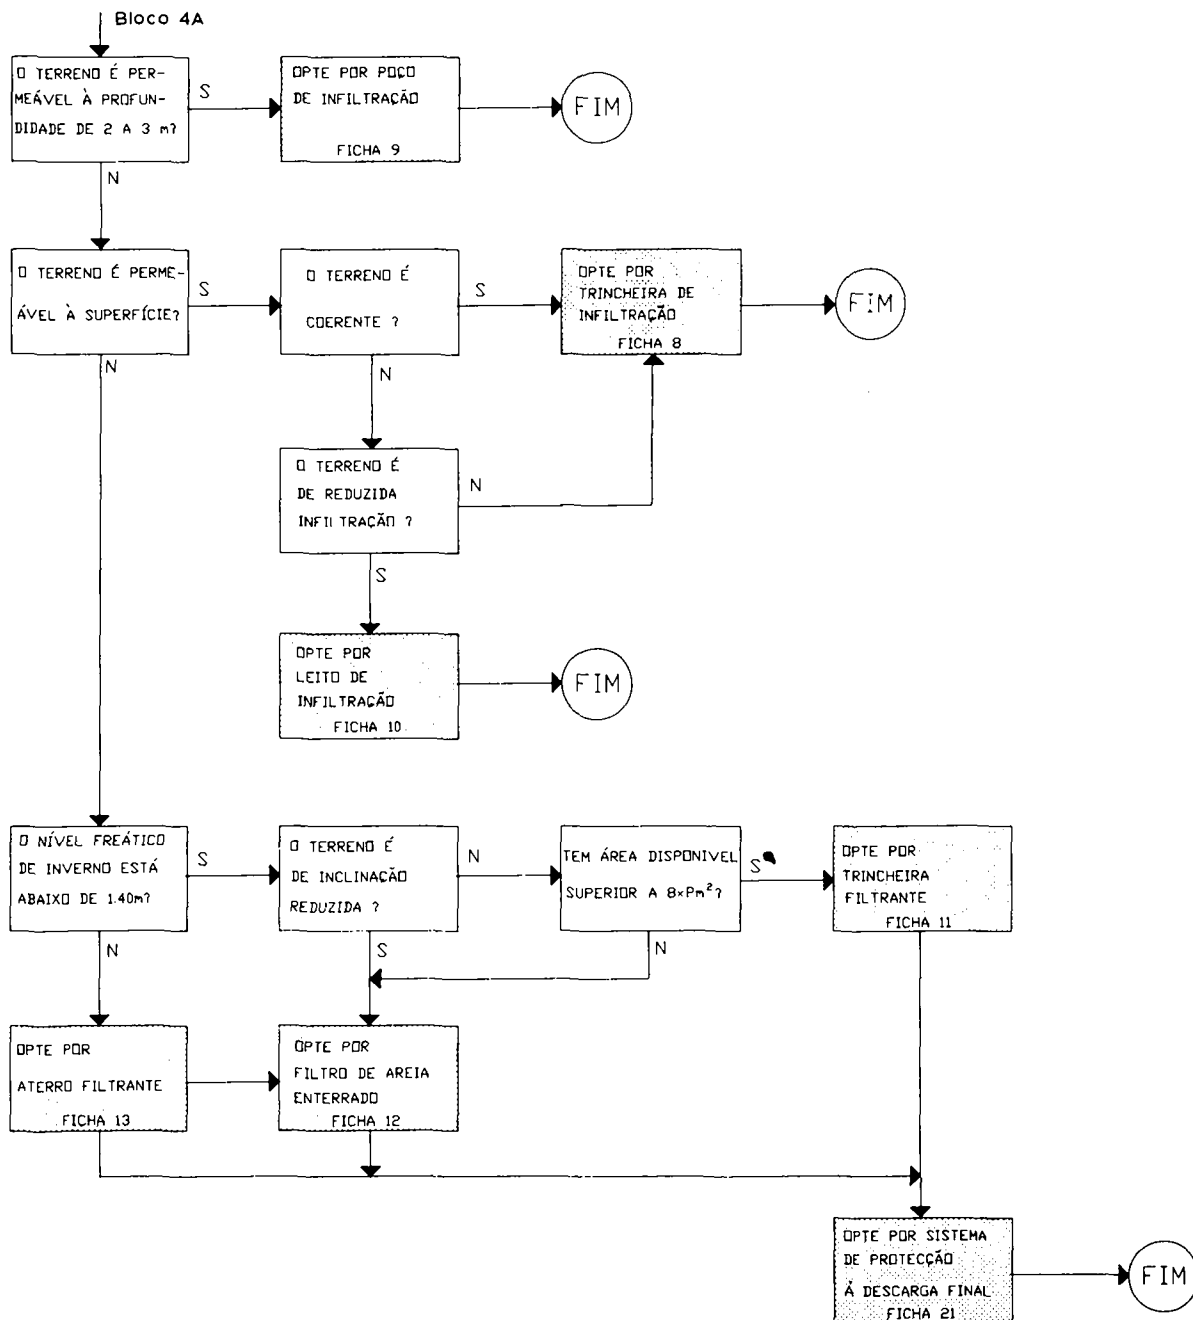 Bloco 4A
O TERRENO É PER-
MEÁVEL À PROFUN-
DIDADE DE 2 A 3 m?
S
OPTE POR POÇO
DE INFILTRAÇÃO
FICHA 9
FIM
N
O TERRENO É PERME-
ÁVEL À SUPERFÍCIE?
S
O TERRENO É
COERENTE ?
S
OPTE POR
TRINCHEIRA DE
INFILTRAÇÃO
FICHA 8
FIM
N
N
O TERRENO É
DE REDUZIDA
INFILTRAÇÃO ?
N
S
OPTE POR
LEITO DE
INFILTRAÇÃO
FICHA 10
FIM
O NÍVEL FREÁTICO
DE INVERNO ESTÁ
ABAIXO DE 1.40m?
S
O TERRENO É
DE INCLINAÇÃO
REDUZIDA ?
N
TEM ÁREA DISPONIVEL
SUPERIOR A 8×Pm²?
S
OPTE POR
TRINCHEIRA
FILTRANTE
FICHA 11
N
S
N
OPTE POR
ATERRO FILTRANTE
FICHA 13
OPTE POR
FILTRO DE AREIA
ENTERRADO
FICHA 12
OPTE POR SISTEMA
DE PROTECÇÃO
À DESCARGA FINAL
FICHA 21
FIM